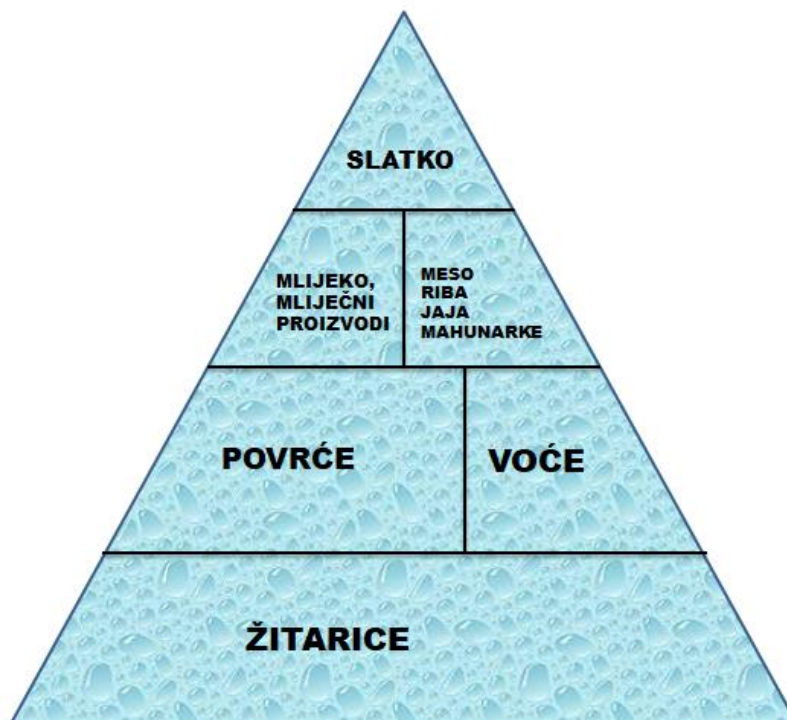 SLATKO
MLIJEKO,
MLIJEČNI
PROIZVODI
MESO
RIBA
JAJA
MAHUNARKE
POVRĆE
VOĆE
ŽITARICE